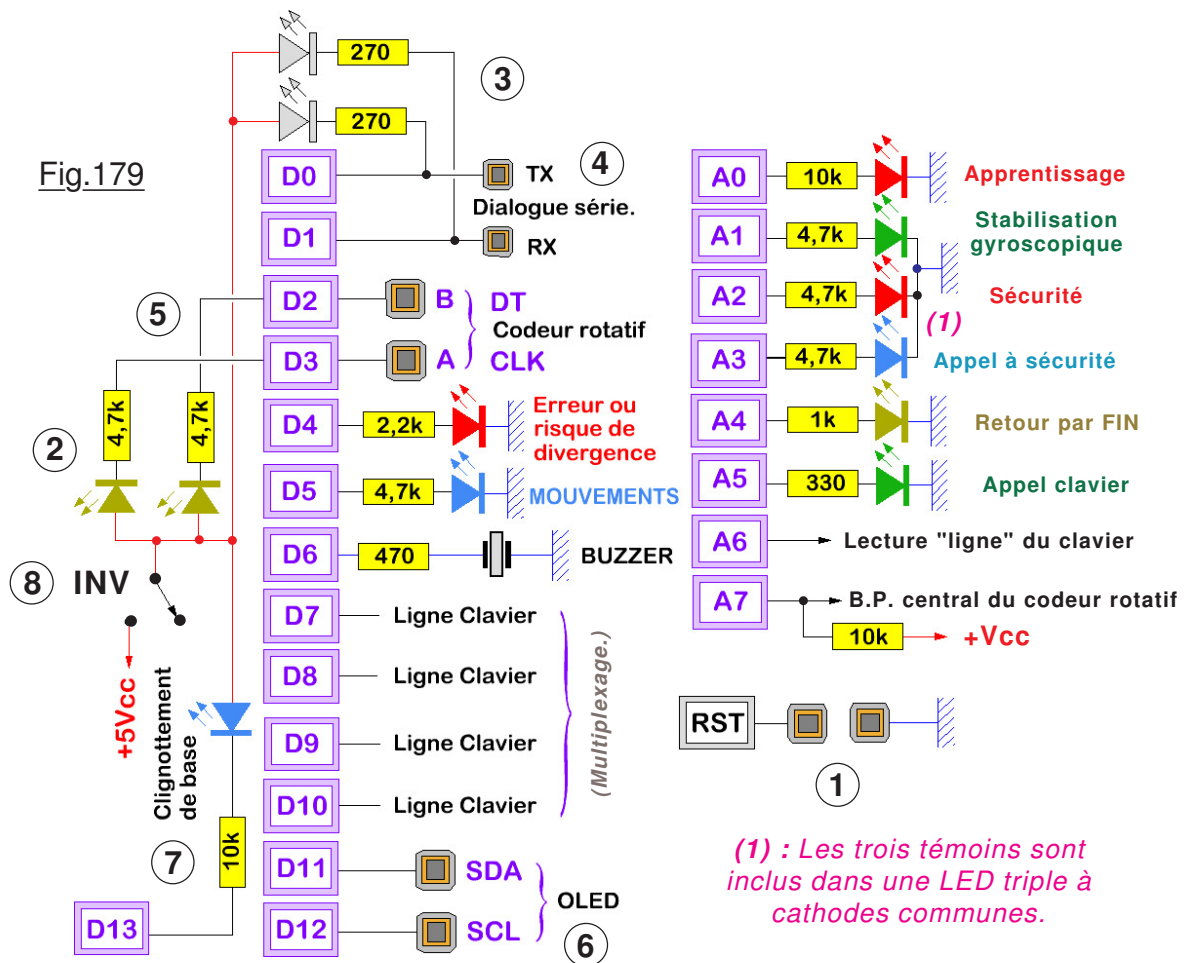 Fig.179
270
3
270
4
D0
TX
Dialogue série.
D1
RX
5
D2
B
DT
Codeur rotatif
D3
A
CLK
2
4,7k
4,7k
D4
2,2k
Erreur ou
risque de
divergence
D5
4,7k
MOUVEMENTS
D6
470
BUZZER
8
INV
+5Vcc
Clignottement
de base
D7
Ligne Clavier
D8
Ligne Clavier
D9
Ligne Clavier
D10
Ligne Clavier
(Multiplexage.)
7
10k
D13
D11
SDA
D12
SCL
OLED
6
A0
10k
Apprentissage
A1
4,7k
Stabilisation
gyroscopique
A2
4,7k
Sécurité
(1)
A3
4,7k
Appel à sécurité
A4
1k
Retour par FIN
A5
330
Appel clavier
A6
Lecture "ligne" du clavier
A7
B.P. central du codeur rotatif
10k
+Vcc
RST
1
(1) : Les trois témoins sont
inclus dans une LED triple à
cathodes communes.